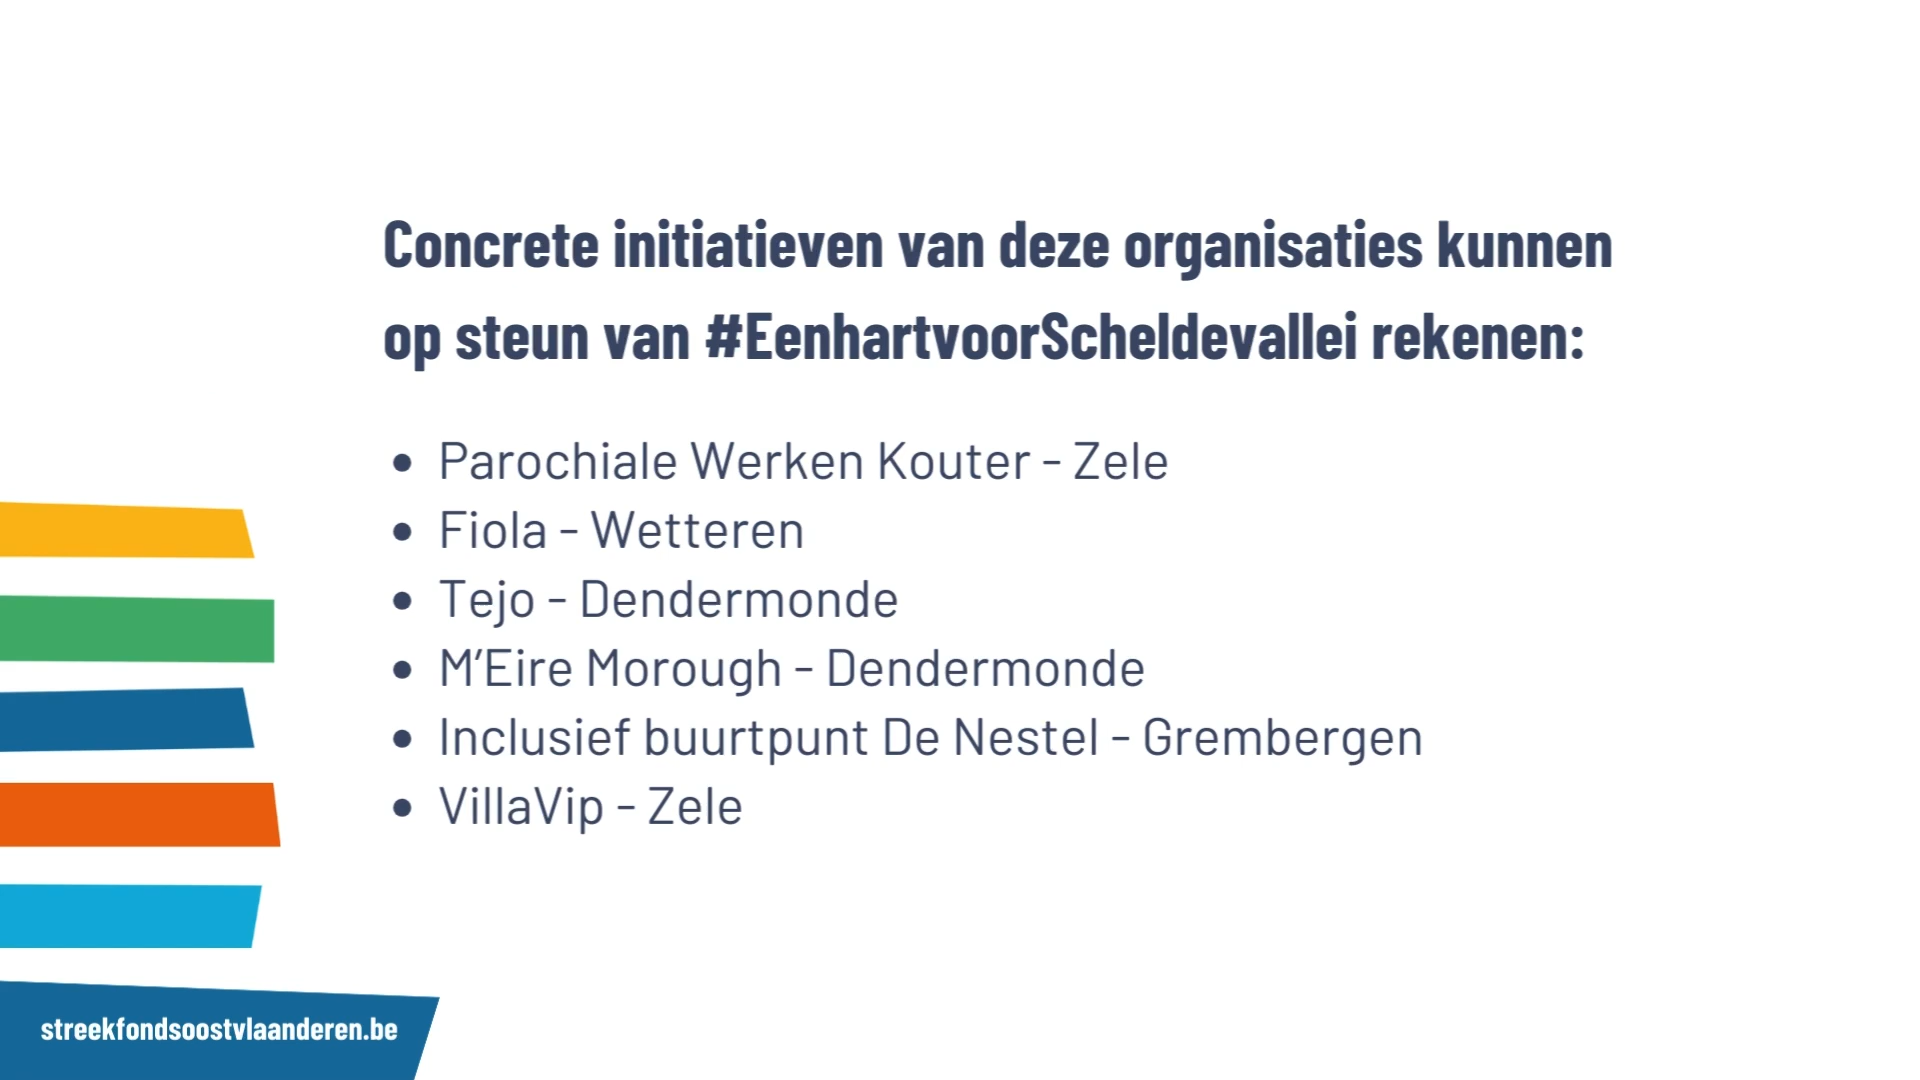 Concrete initiatieven van deze organisaties kunnen
op steun van #EenhartvoorScheldevallei rekenen:
• Parochiale Werken Kouter - Zele
• Fiola - Wetteren
• Tejo - Dendermonde
• M’Eire Morough - Dendermonde
• Inclusief buurtpunt De Nestel - Grembergen
• VillaVip - Zele
streekfondsoostvlaanderen.be